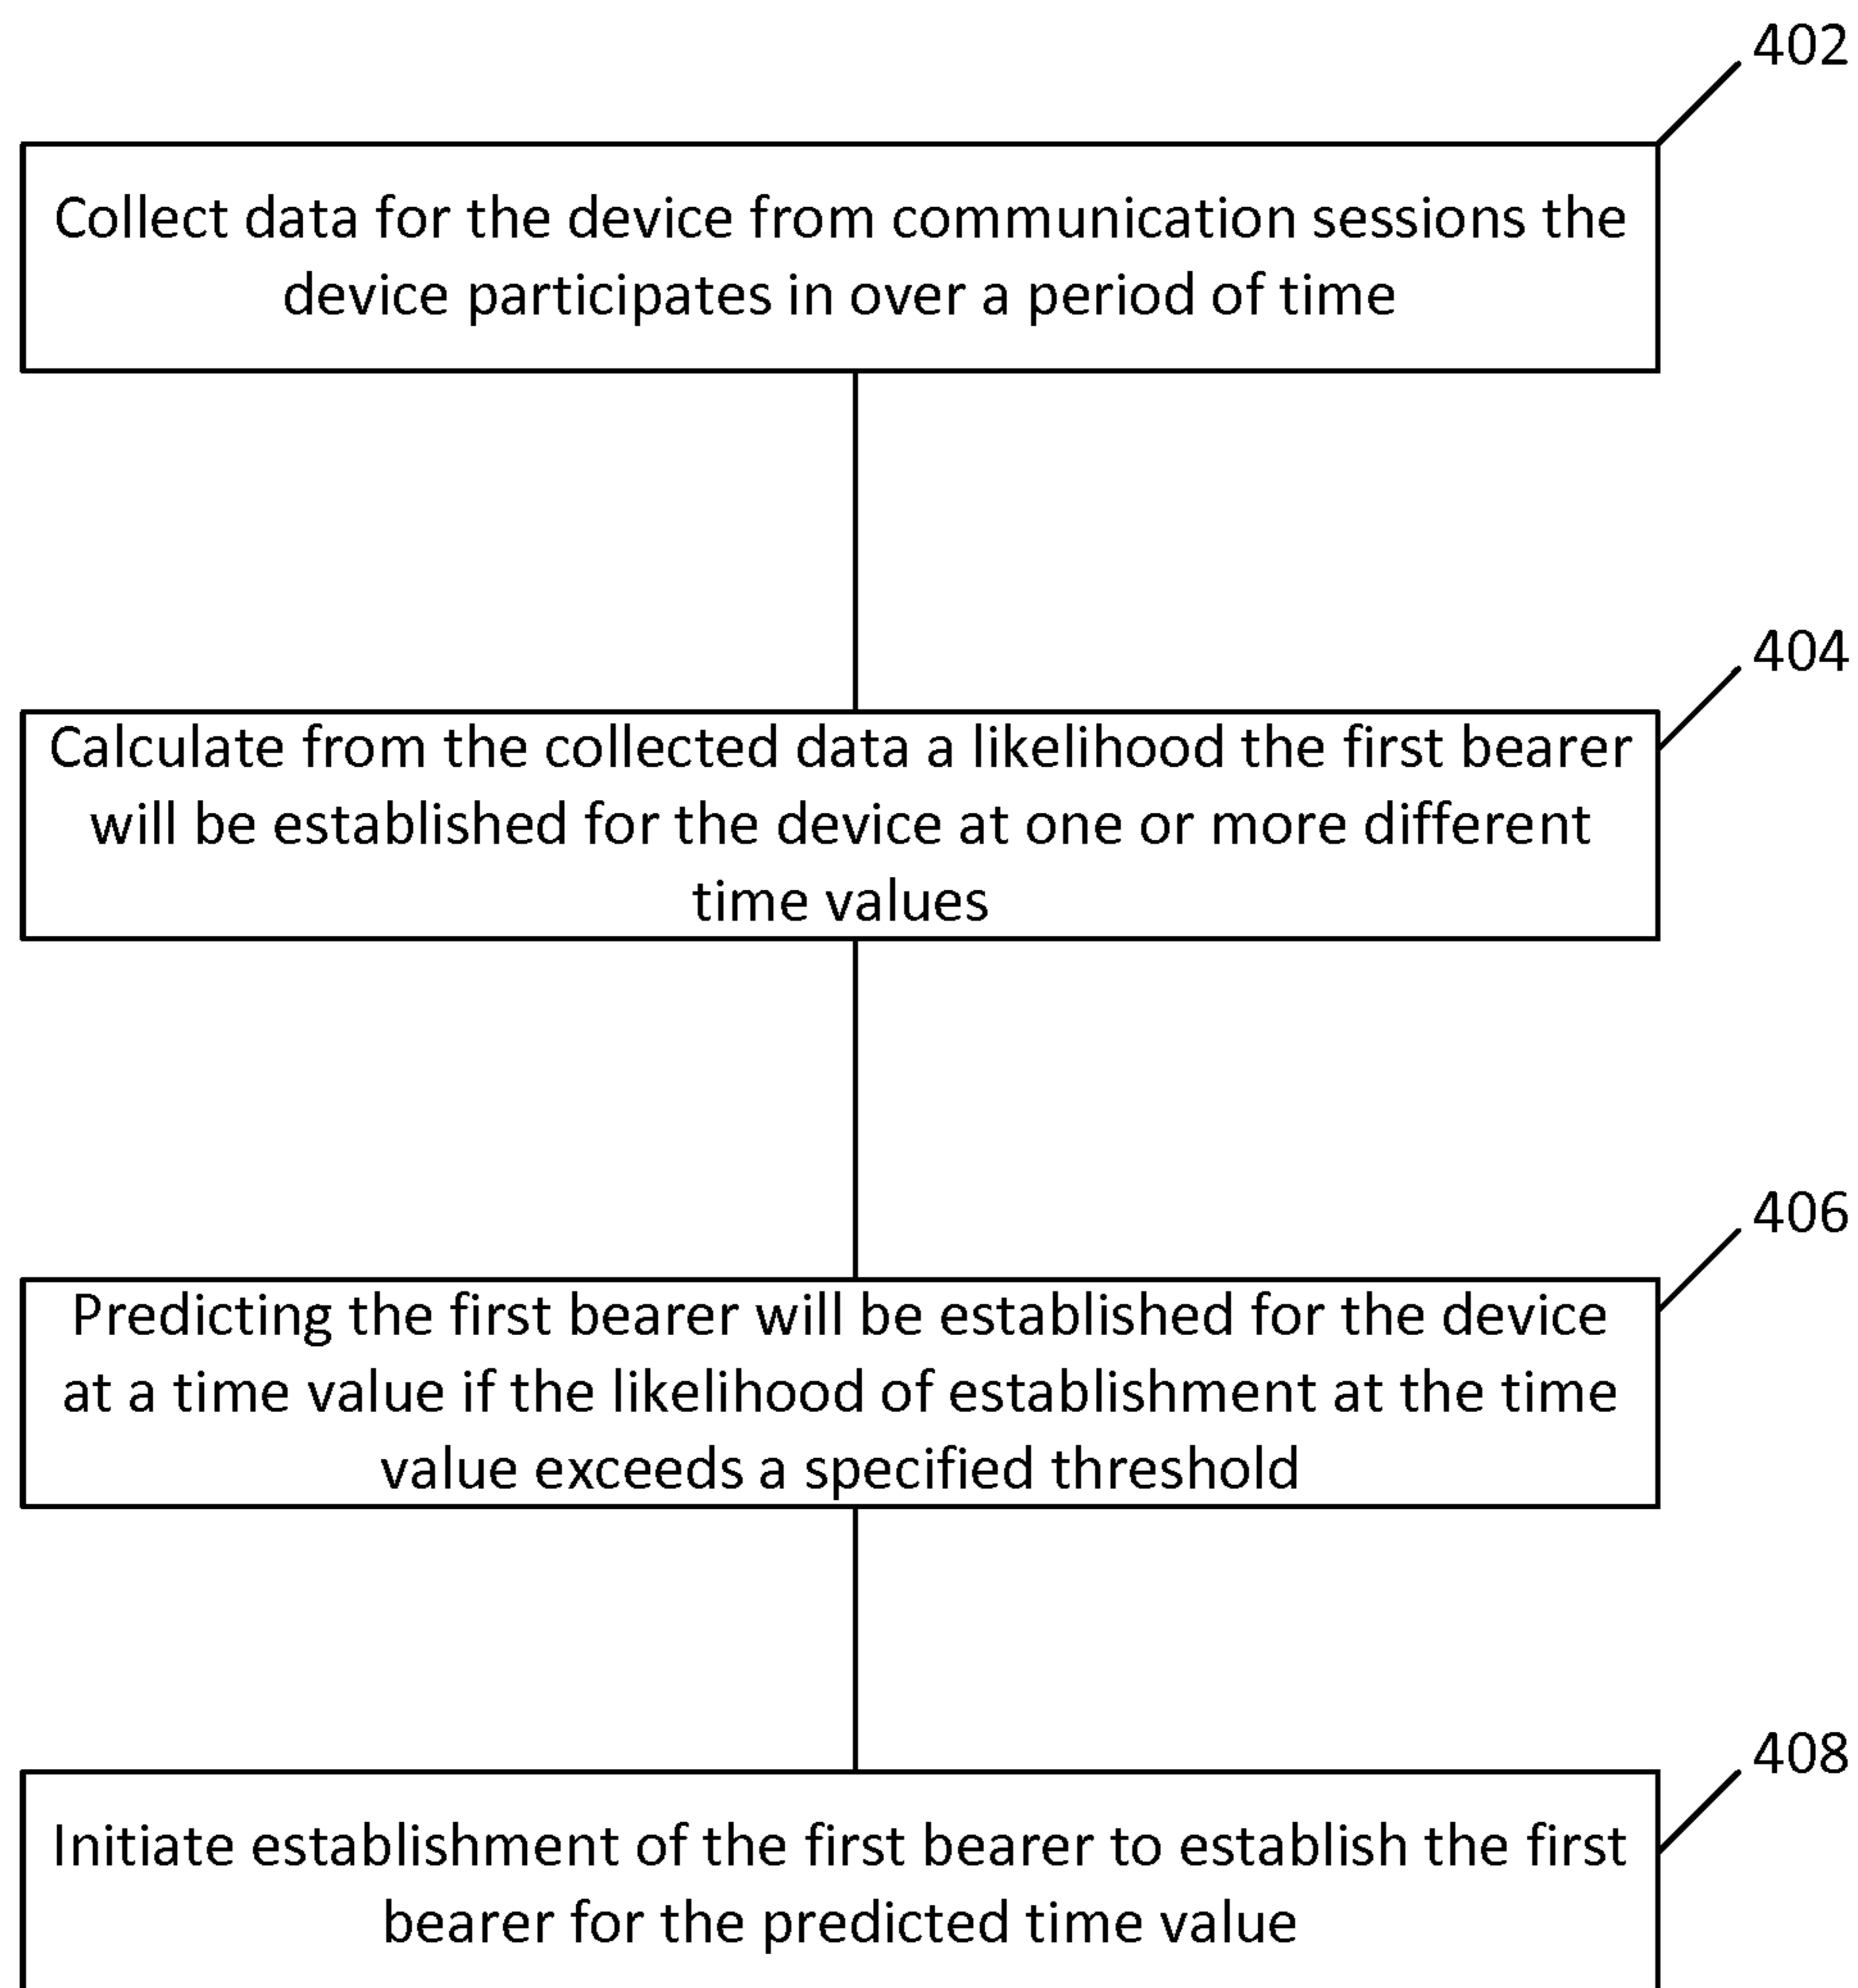 402
Collect data for the device from communication sessions the
device participates in over a period of time
404
Calculate from the collected data a likelihood the first bearer
will be established for the device at one or more different
time values
406
Predicting the first bearer will be established for the device
at a time value if the likelihood of establishment at the time
value exceeds a specified threshold
408
Initiate establishment of the first bearer to establish the first
bearer for the predicted time value